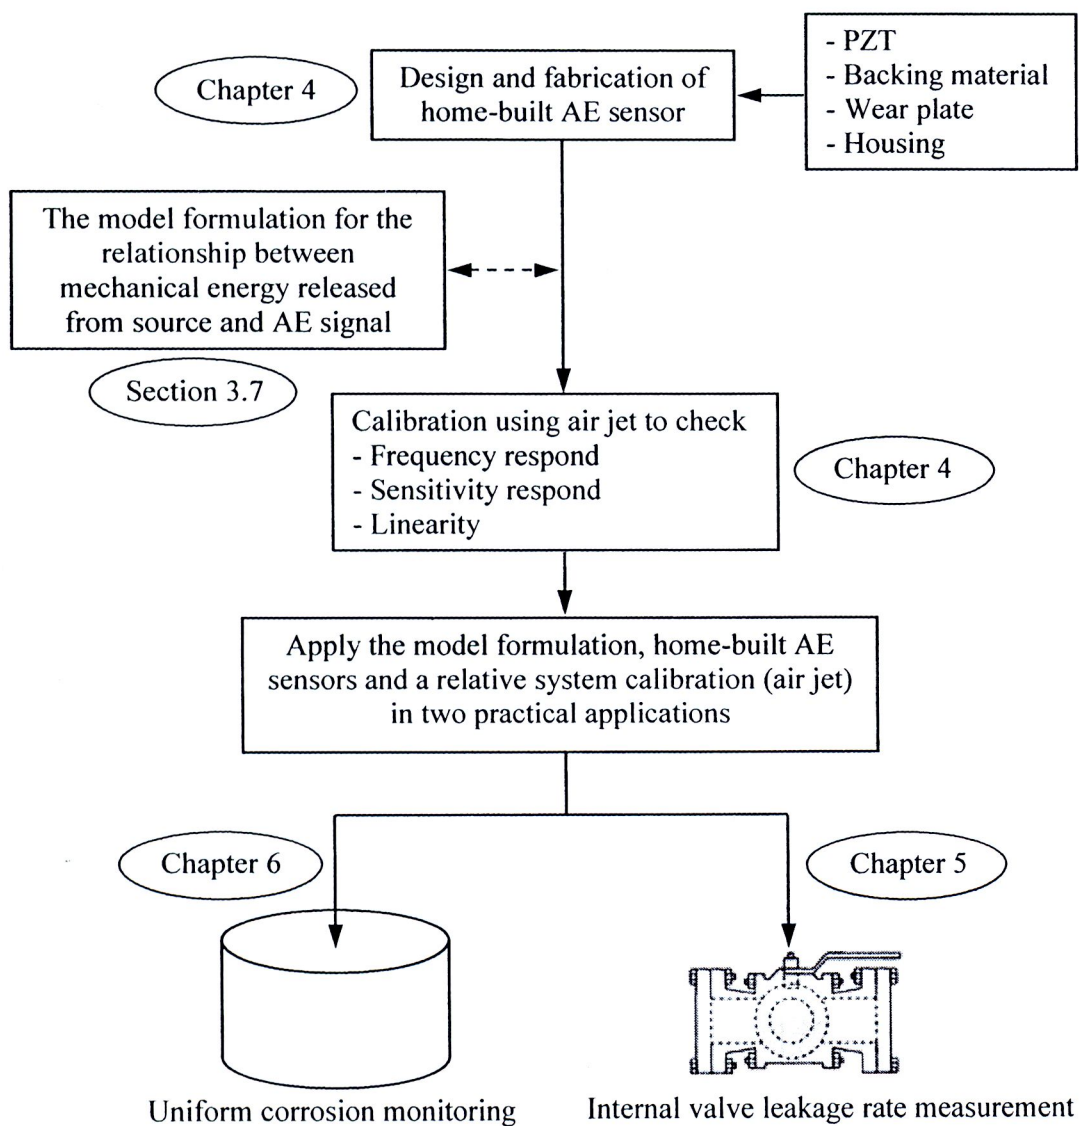 Chapter 4
Design and fabrication of
home-built AE sensor
- PZT
- Backing material
- Wear plate
- Housing
The model formulation for the
relationship between
mechanical energy released
from source and AE signal
Section 3.7
Calibration using air jet to check
- Frequency respond
- Sensitivity respond
- Linearity
Chapter 4
Apply the model formulation, home-built AE
sensors and a relative system calibration (air jet)
in two practical applications
Chapter 6
Chapter 5
Uniform corrosion monitoring
Internal valve leakage rate measurement